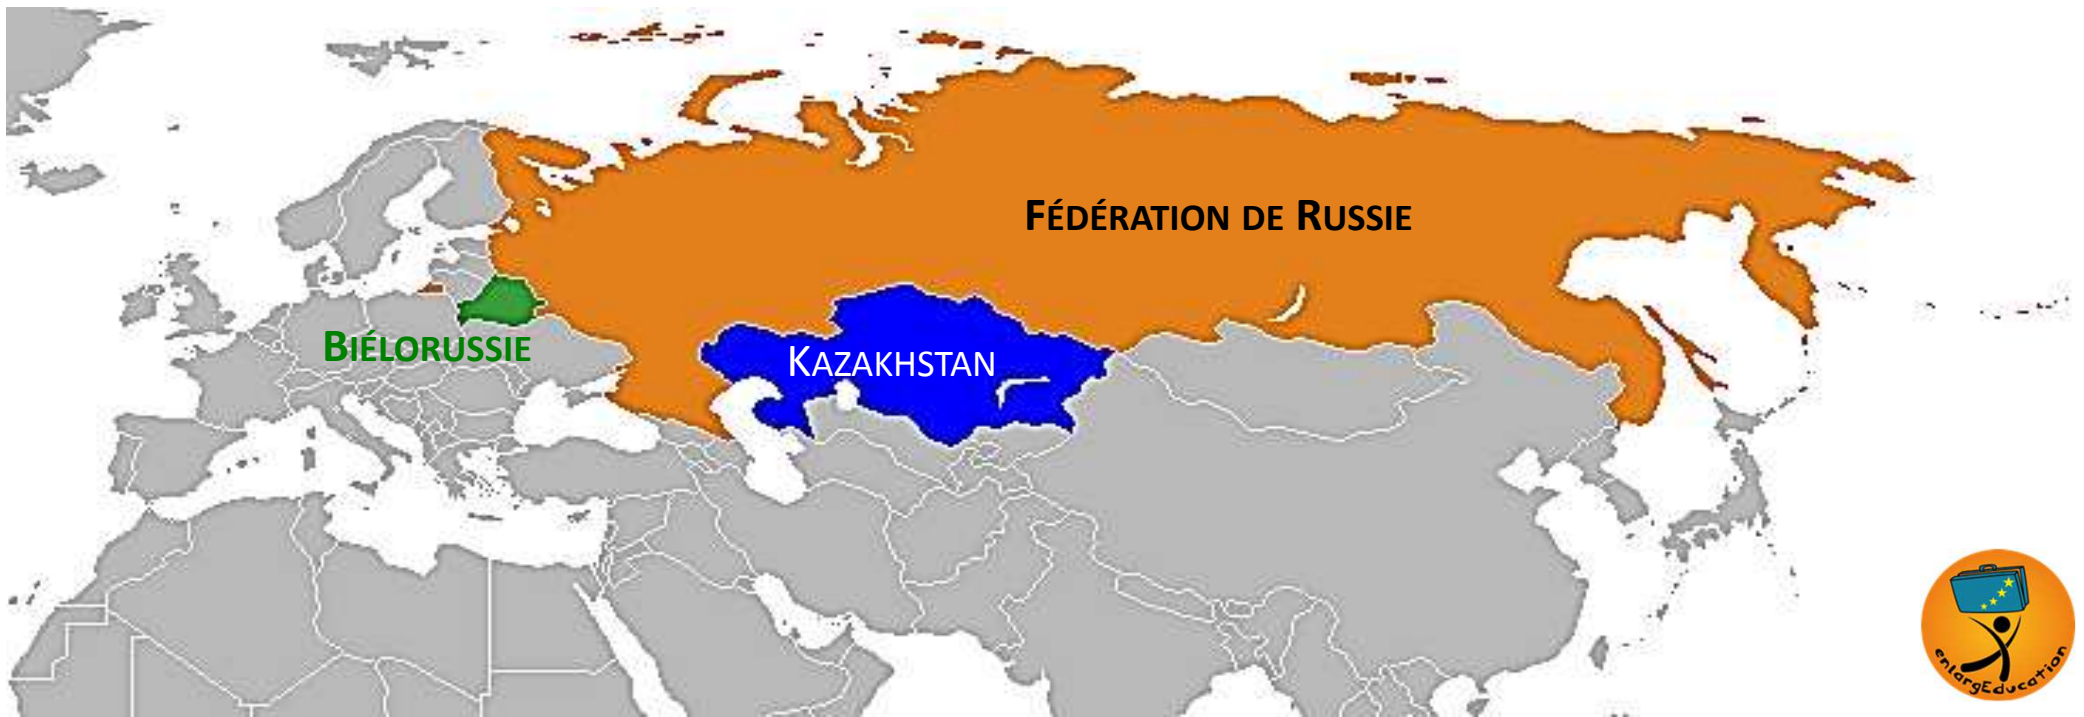 FÉDÉRATION DE RUSSIE
BIÉLORUSSIE
KAZAKHSTAN
enlargEducation